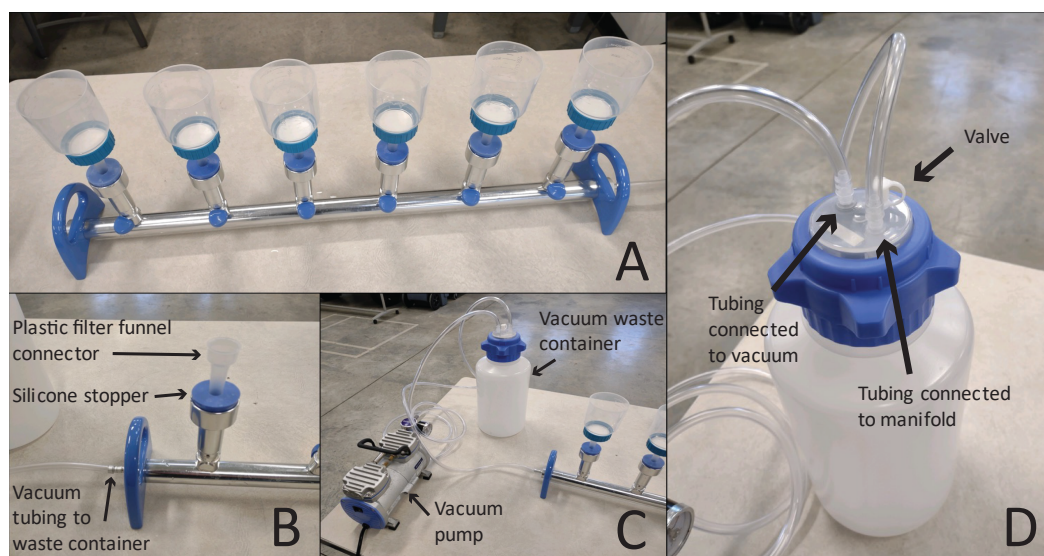 A
Plastic filter funnel
connector
Silicone stopper
Vacuum
tubing to
waste container
B
Vacuum waste
container
Vacuum
pump
C
Valve
Tubing
connected
to vacuum
Tubing connected
to manifold
D